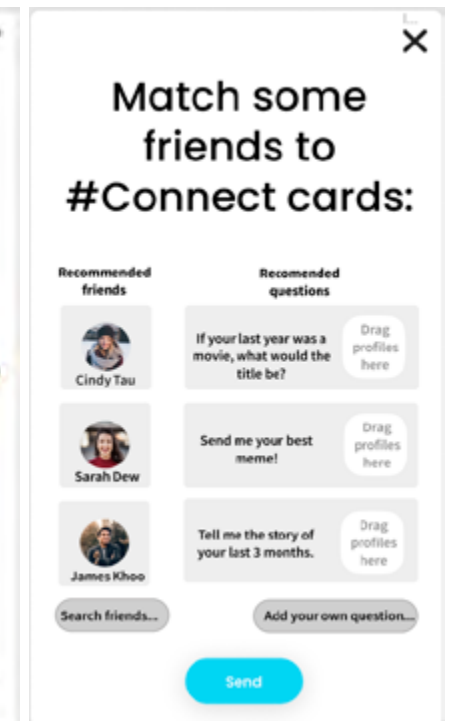 Match some
friends to
#Connect cards:
Recommended
friends
Recomended
questions
Cindy Tau
If your last year was a
movie, what would the
title be?
Drag
profiles
here
Sarah Dew
Send me your best
meme!
Drag
profiles
here
James Khoo
Tell me the story of
your last 3 months.
Drag
profiles
here
Search friends...
Add your own question...
Send